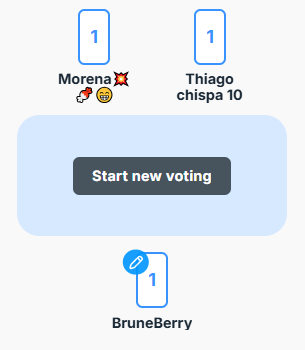 1
1
Morena💥
🍖😁
Thiago
chispa 10
Start new voting
1
BruneBerry